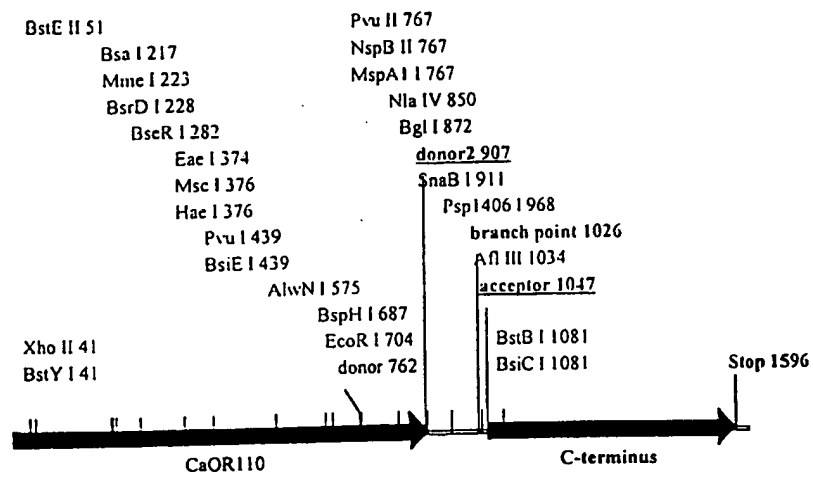 BstE II 51
Bsa I 217
Mme I 223
BsrD I 228
BseR I 282
Eae I 374
Msc I 376
Hae I 376
Pvu I 439
BsiE I 439
AlwN I 575
BspH I 687
EcoR I 704
donor 762
Xho II 41
BstY I 41
Pvu II 767
NspB II 767
MspA1 I 767
Nla IV 850
Bgl I 872
donor2 907
SnaB I 911
Psp1406 I 968
branch point 1026
Afl III 1034
acceptor 1047
BstB I 1081
BsiC I 1081
Stop 1596
CaOR110
C-terminus